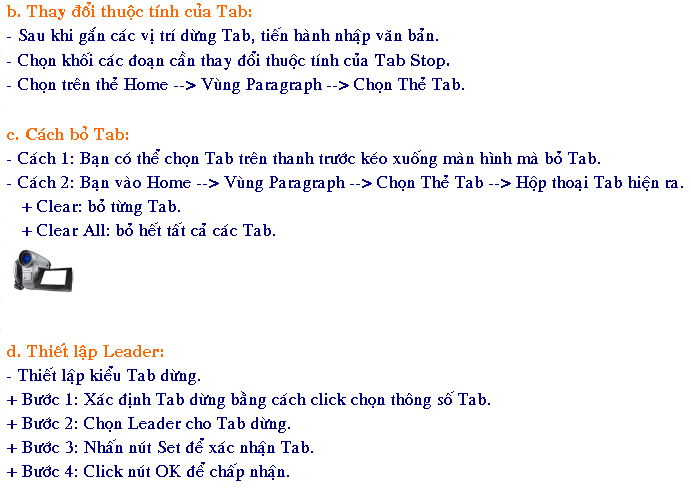 b. Thay đổi thuộc tính của Tab:
- Sau khi gắn các vị trí dừng Tab, tiến hành nhập văn bản.
- Chọn khối các đoạn cần thay đổi thuộc tính của Tab Stop.
- Chọn trên thẻ Home --> Vùng Paragraph --> Chọn Thẻ Tab.
c. Cách bỏ Tab:
- Cách 1: Bạn có thể chọn Tab trên thanh trước kéo xuống màn hình mà bỏ Tab.
- Cách 2: Bạn vào Home --> Vùng Paragraph --> Chọn Thẻ Tab --> Hộp thoại Tab hiện ra.
+ Clear: bỏ từng Tab.
+ Clear All: bỏ hết tất cả các Tab.
d. Thiết lập Leader:
- Thiết lập kiểu Tab dừng.
+ Bước 1: Xác định Tab dừng bằng cách click chọn thông số Tab.
+ Bước 2: Chọn Leader cho Tab dừng.
+ Bước 3: Nhấn nút Set để xác nhận Tab.
+ Bước 4: Click nút OK để chấp nhận.